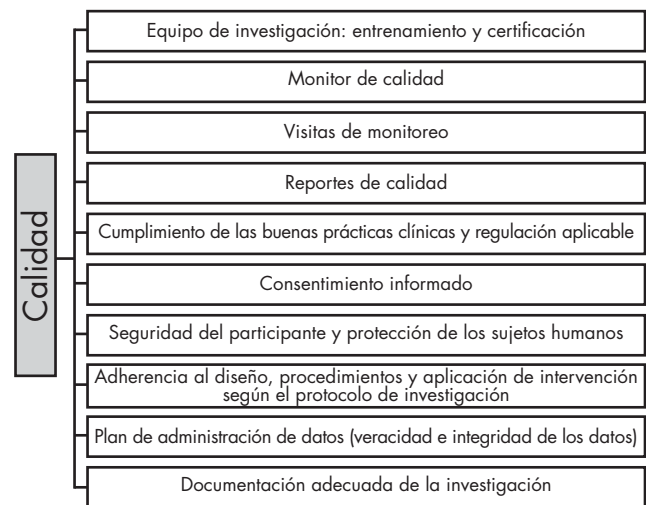 Calidad
Equipo de investigación: entrenamiento y certificación
Monitor de calidad
Visitas de monitoreo
Reportes de calidad
Cumplimiento de las buenas prácticas clínicas y regulación aplicable
Consentimiento informado
Seguridad del participante y protección de los sujetos humanos
Adherencia al diseño, procedimientos y aplicación de intervención
según el protocolo de investigación
Plan de administración de datos (veracidad e integridad de los datos)
Documentación adecuada de la investigación